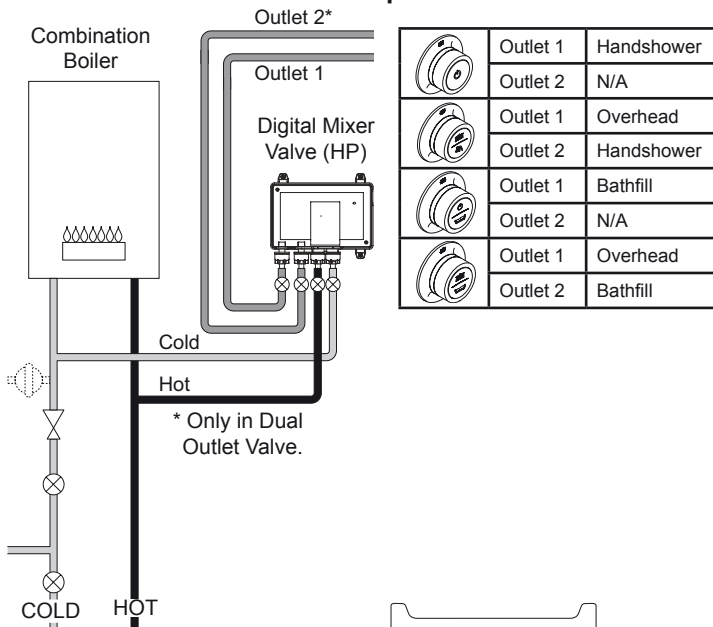 Outlet 2*
Combination
Boiler
Outlet 1
Digital Mixer
Valve (HP)
Outlet 1 Handshower
Outlet 2 N/A
Outlet 1 Overhead
Outlet 2 Handshower
Outlet 1 Bathfill
Outlet 2 N/A
Outlet 1 Overhead
Outlet 2 Bathfill
Cold
Hot
* Only in Dual
Outlet Valve.
COLD
HOT